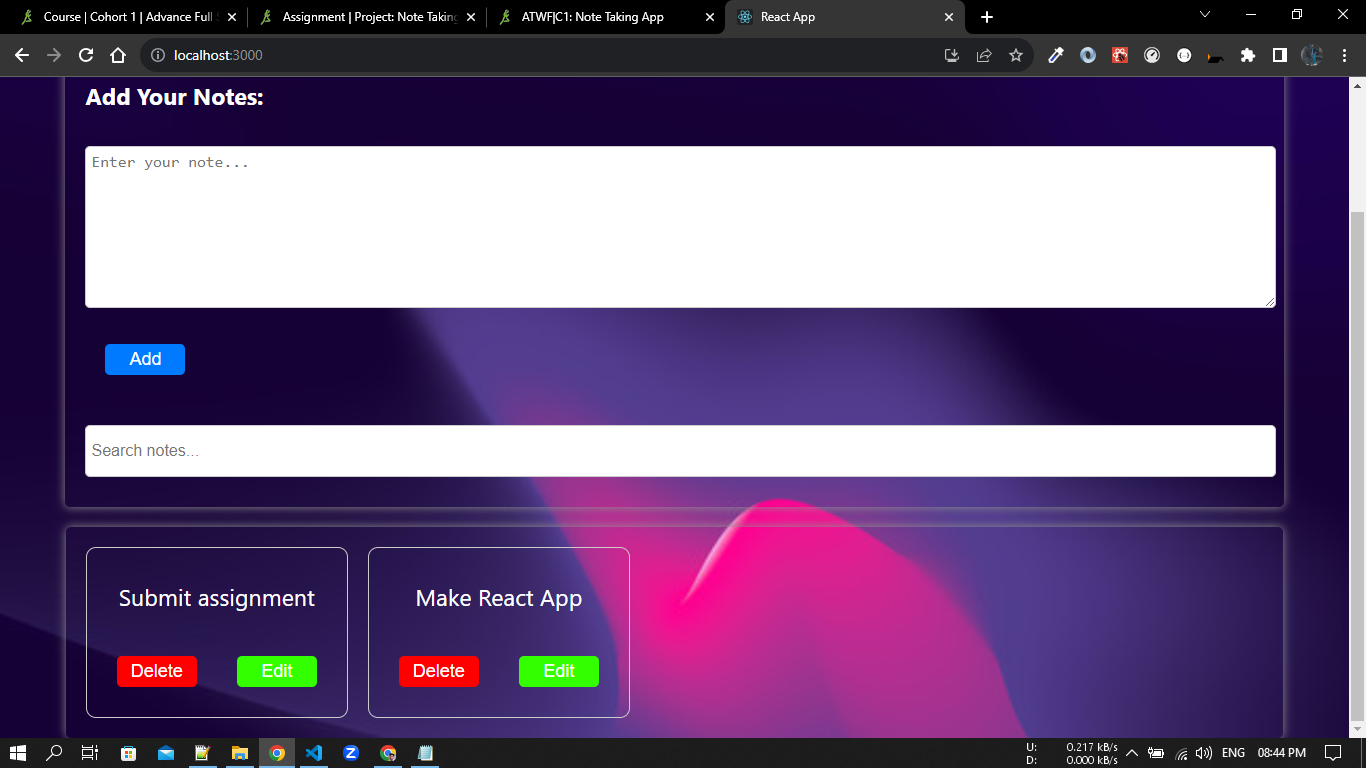 Course | Cohort 1 | Advance Full S
Assignment | Project: Note Taking
ATWF|C1: Note Taking App
React App
localhost:3000
Add Your Notes:
Enter your note...
Add
Search notes...
Submit assignment
Make React App
Delete
Edit
Delete
Edit
U: 0.217 kB/s
D: 0.000 kB/s
ENG
08:44 PM